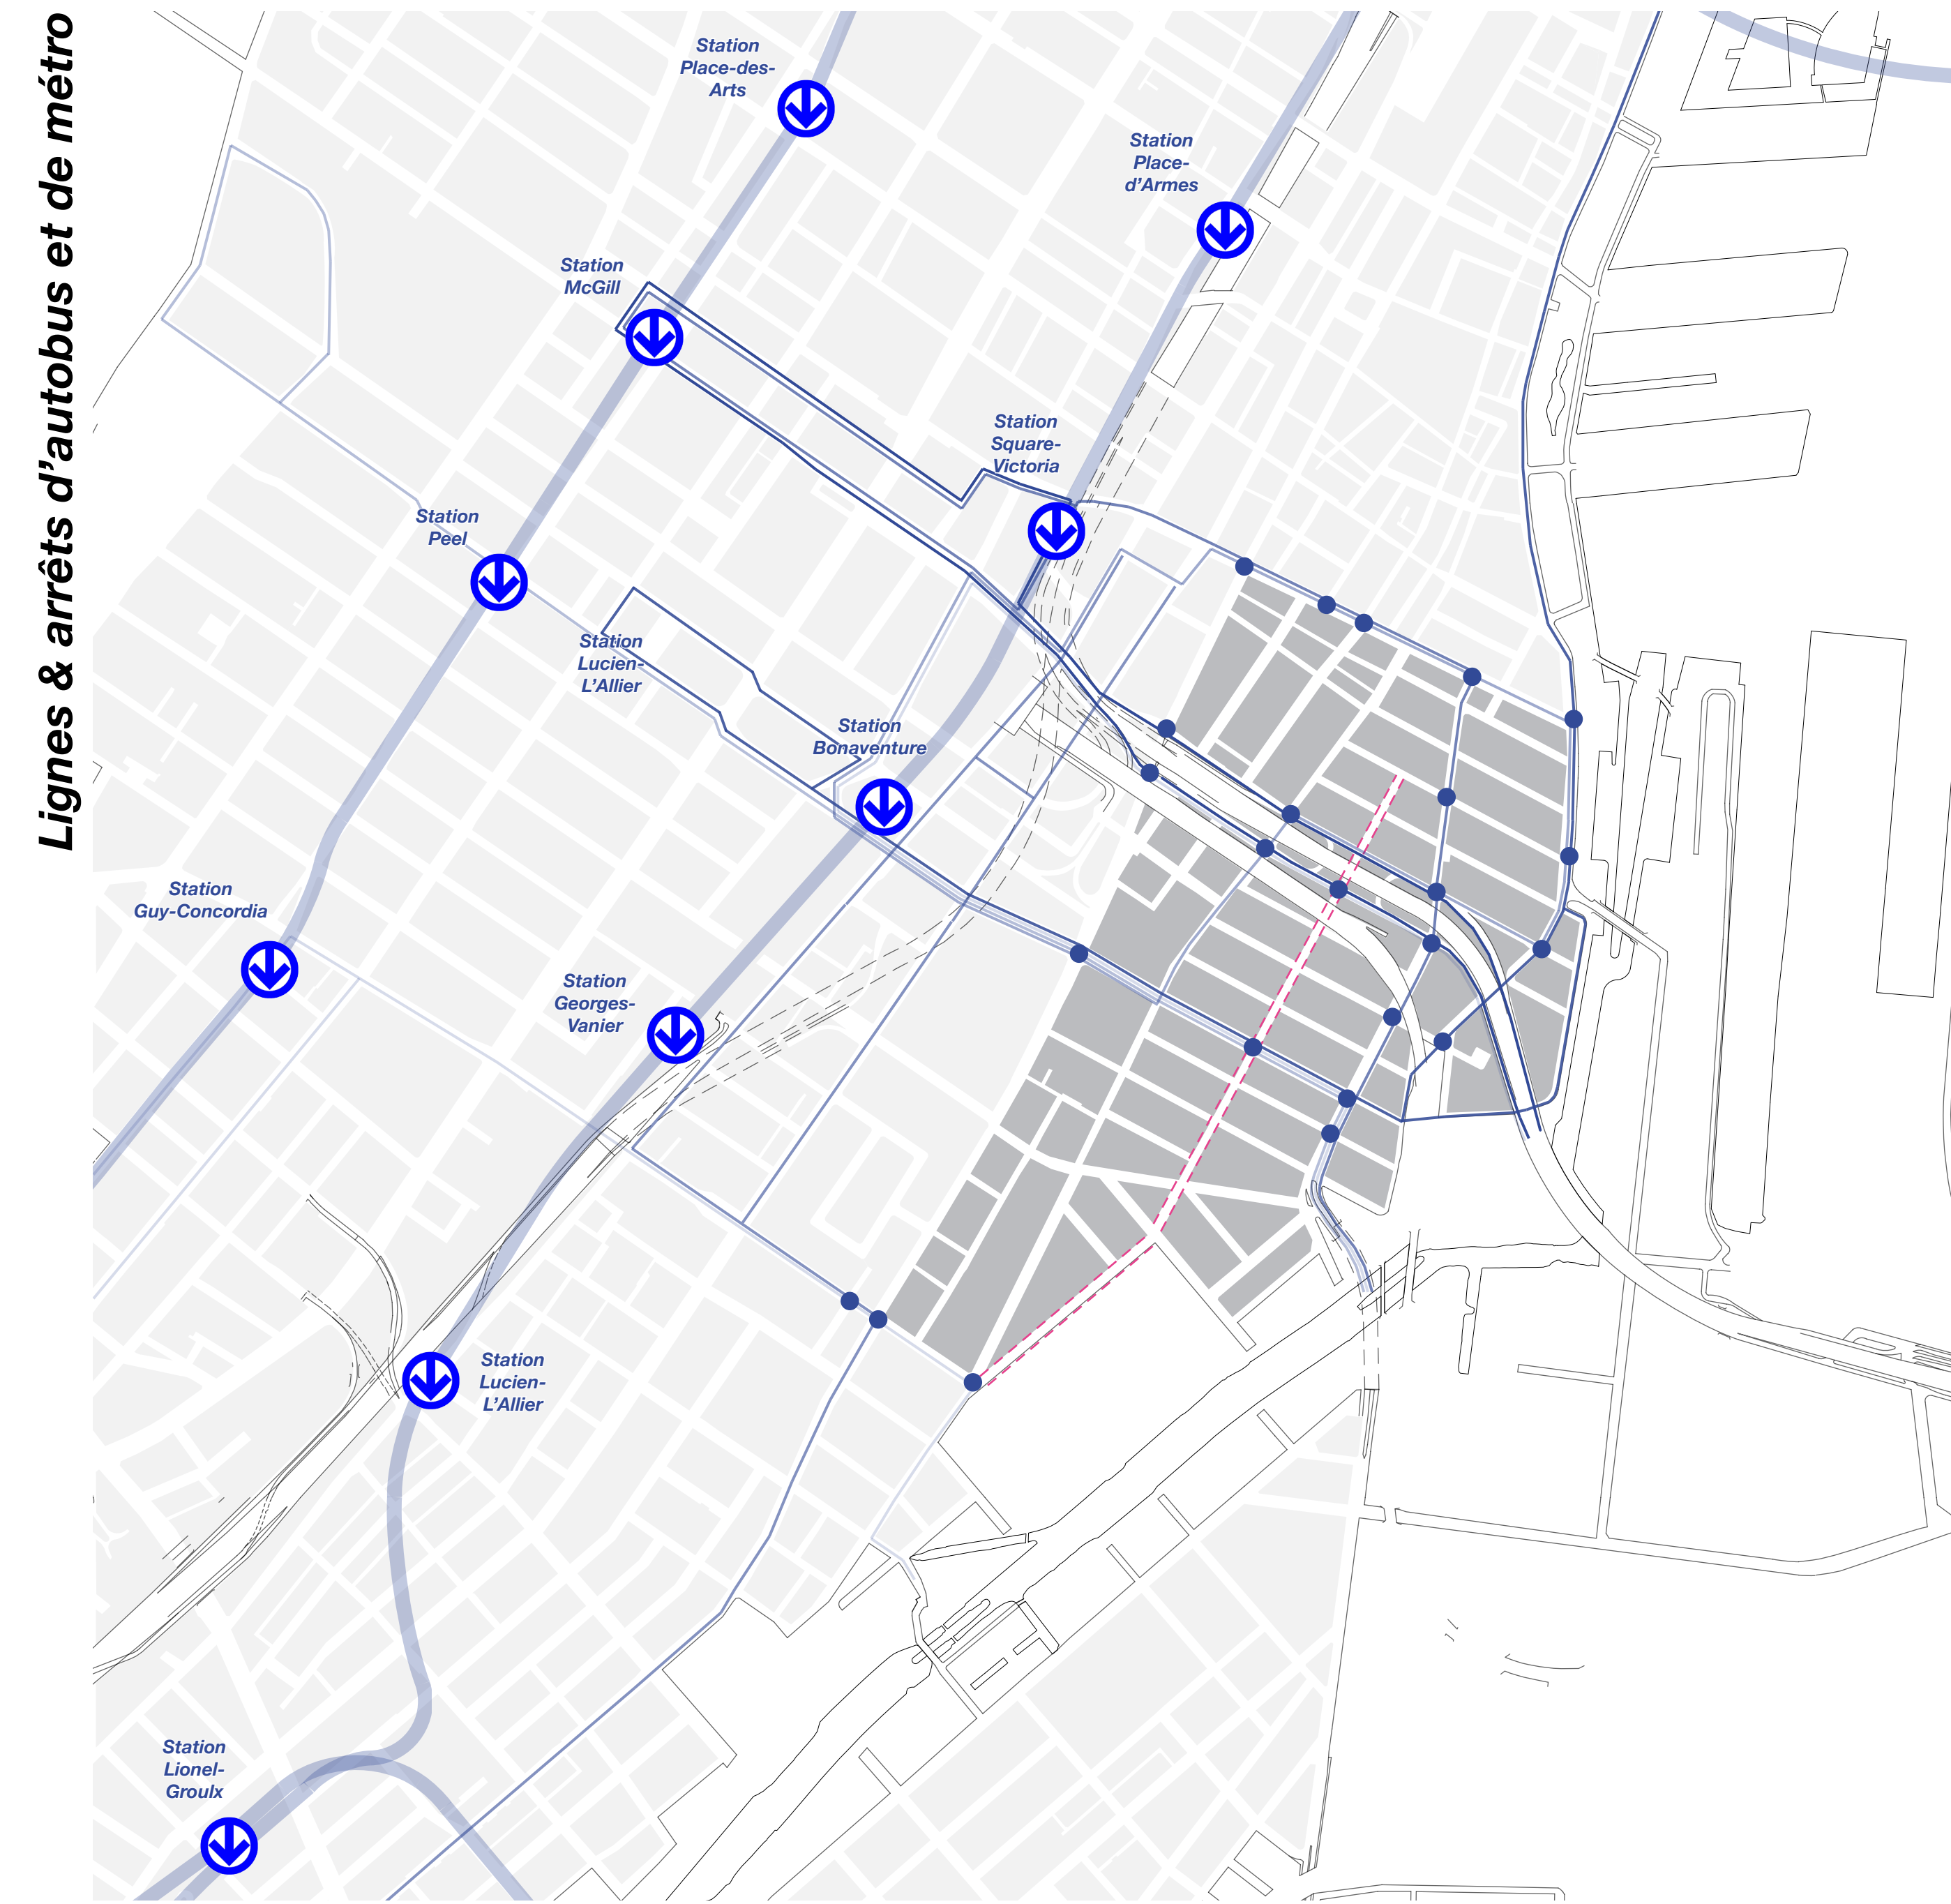 Lignes & arrêts d'autobus et de métro
Station
Place-des-
Arts
Station
Place-
d'Armes
Station
McGill
Station
Square-
Victoria
Station
Peel
Station
Lucien-
L'Allier
Station
Bonaventure
Station
Guy-Concordia
Station
Georges-
Vanier
Station
Lucien-
L'Allier
Station
Lionel-
Groulx